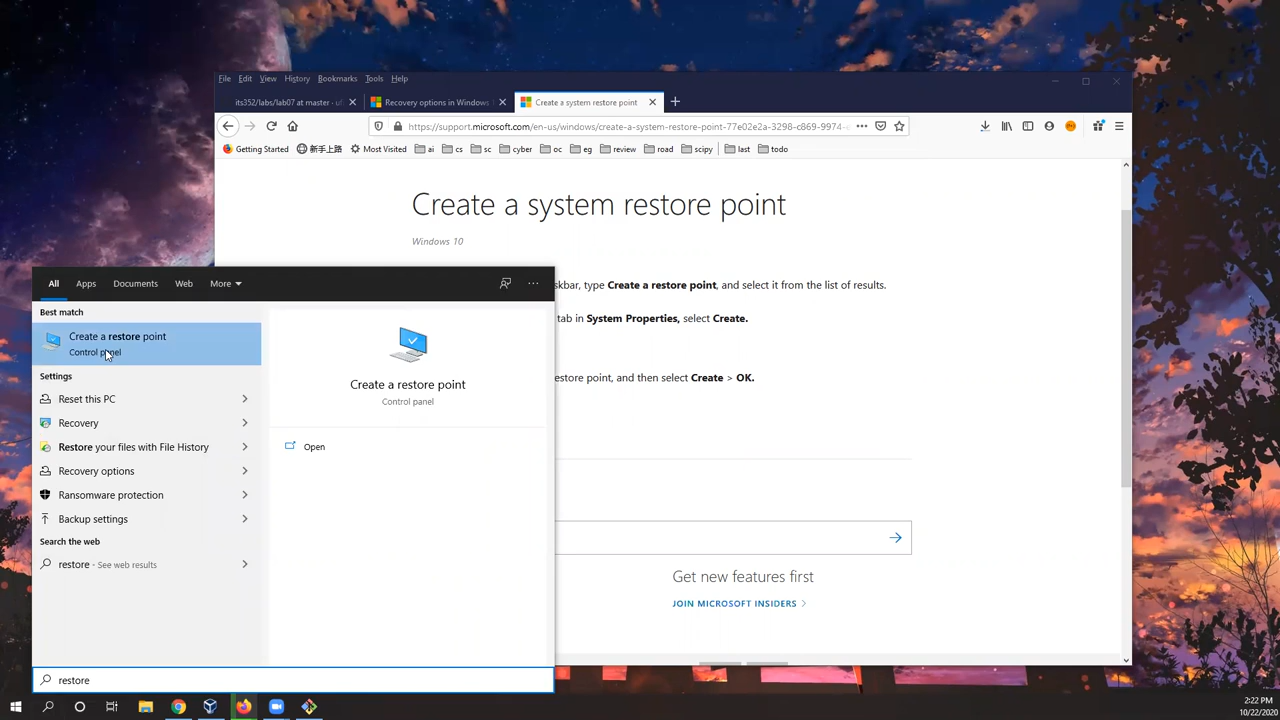 File Edit View History Bookmarks Tools Help
its352/labs/lab07 at master - ul
Recovery options in Windows
Create a system restore point
https://support.microsoft.com/en-us/windows/create-a-system-restore-point-77e02e2a-3298-c869-9974-
Getting Started 新手上路 Most Visited ai cs sc cyber oc eg review road scipy last todo
Create a system restore point
Windows 10
skbar, type Create a restore point, and select it from the list of results.
tab in System Properties, select Create.
estore point, and then select Create > OK.
Get new features first
JOIN MICROSOFT INSIDERS >
All Apps Documents Web More
Best match
Create a restore point
Control panel
Settings
Reset this PC
Recovery
Restore your files with File History
Recovery options
Ransomware protection
Backup settings
Search the web
restore - See web results
Create a restore point
Control panel
Open
restore
2:22 PM
10/22/2020